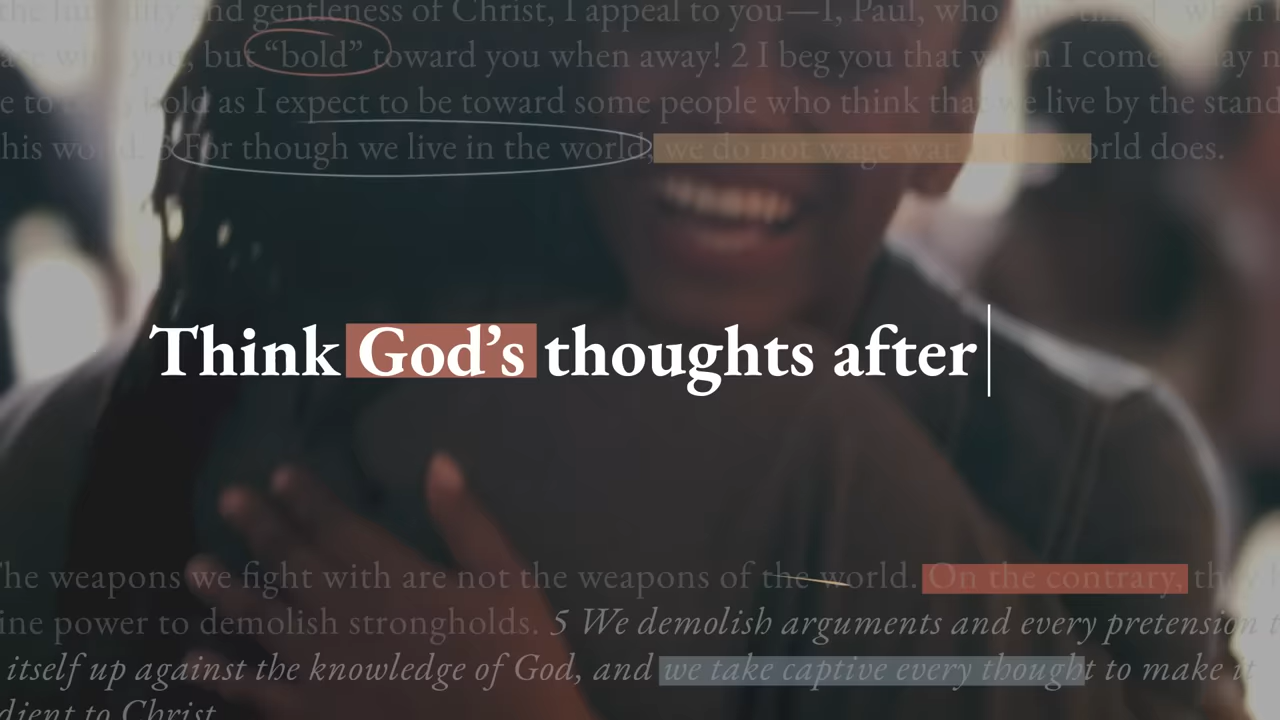 and gentleness of Christ, I appeal to you—I, Paul, who
you, but “bold” toward you when away! 2 I beg you that when I come
bold as I expect to be toward some people who think that we live by the stand
his world. 3 For though we live in the world, we do not wage war world does.
Think God’s thoughts after
The weapons we fight with are not the weapons of the world. On the contrary, they
ine power to demolish strongholds. 5 We demolish arguments and every pretension t
itself up against the knowledge of God, and we take captive every thought to make it
dient to Christ.